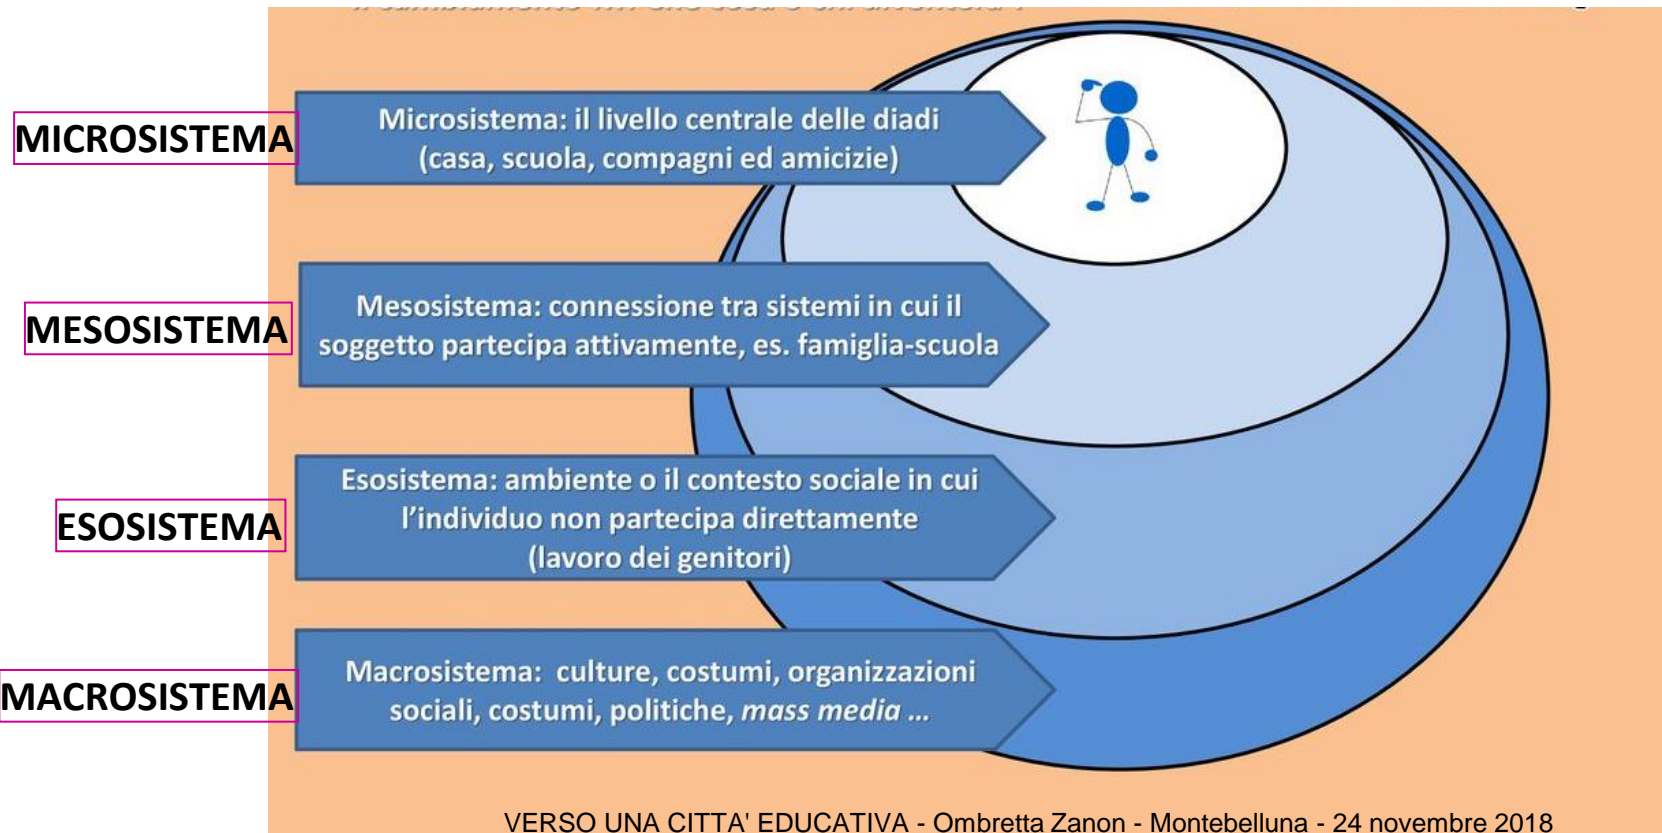 MICROSISTEMA
Microsistema: il livello centrale delle diadi
(casa, scuola, compagni ed amicizie)
MESOSISTEMA
Mesosistema: connessione tra sistemi in cui il
soggetto partecipa attivamente, es. famiglia-scuola
ESOSISTEMA
Esosistema: ambiente o il contesto sociale in cui
l’individuo non partecipa direttamente
(lavoro dei genitori)
MACROSISTEMA
Macrosistema: culture, costumi, organizzazioni
sociali, costumi, politiche, mass media ...
VERSO UNA CITTA' EDUCATIVA - Ombretta Zanon - Montebelluna - 24 novembre 2018